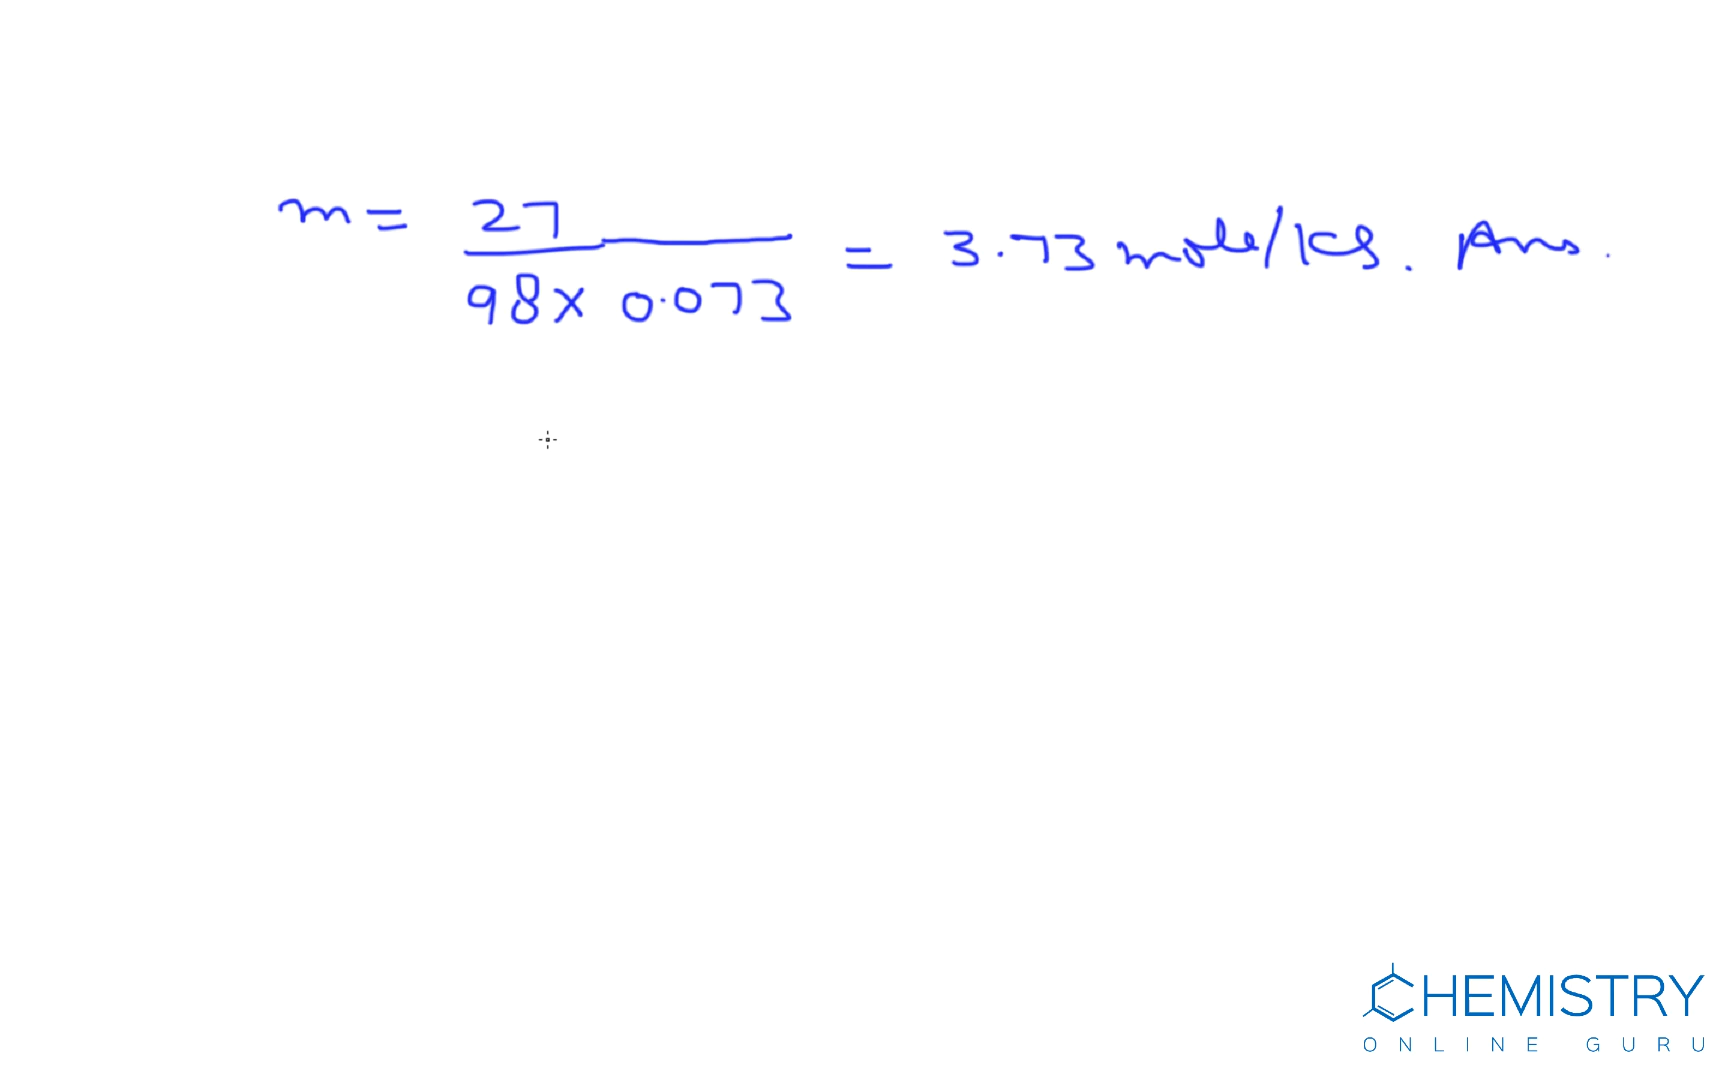 m = 27 / 98 x 0.073 = 3.73 mole/kg. Ans.
CHEMISTRY
ONLINE GURU